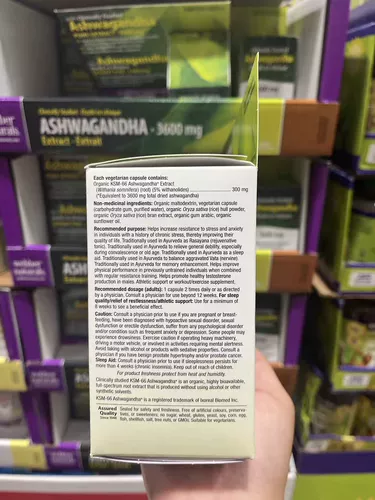 ASHWAGANDHA
Clinically Studied
ASHWAGANDHA - 3600 mg
Extract · Extrait
Each vegetarian capsule contains:
Organic KSM-66 Ashwagandha® Extract
(Withania somnifera) (root) (5% withanolides) 300 mg
(*Equivalent to 3600 mg total dried ashwagandha)
Non-medicinal ingredients: Organic maltodextrin, vegetarian capsule
(carbohydrate gum, purified water), organic Oryza sativa (rice) hull powder,
organic Oryza sativa (rice) bran extract, organic gum arabic, organic
sunflower oil.
Recommended purpose: Helps increase resistance to stress and anxiety
in individuals with a history of chronic stress, thereby improving their
quality of life. Traditionally used in Ayurveda as Rasayana (rejuvenative
tonic). Traditionally used in Ayurveda to relieve general debility, especially
during convalescence or old age. Traditionally used in Ayurveda as a sleep
aid. Traditionally used in Ayurveda to balance aggravated Vata (nervine).
Traditionally used in Ayurveda for memory enhancement. Helps improve
physical performance in previously untrained individuals when combined
with regular resistance training. Helps promote healthy testosterone
production in males. Athletic support or workout/exercise supplement.
Recommended dosage (adults): 1 capsule 2 times daily or as directed
by a physician. Consult a physician for use beyond 12 weeks. For sleep
quality/relief of restlessness/athletic support: Use for a minimum of
8 weeks to see a beneficial effect.
Caution: Consult a physician prior to use if you are pregnant or breast-
feeding, have been diagnosed with hypoactive sexual disorder, sexual
dysfunction or erectile dysfunction, suffer from any psychological disorder
and/or condition such as frequent anxiety or depression. Some people may
experience drowsiness. Exercise caution if operating heavy machinery,
driving a motor vehicle, or involved in activities requiring mental alertness.
Avoid taking with alcohol or products with sedative properties. Consult a
physician if you have benign prostate hypertrophy and/or prostate cancer.
Sleep Aid: Consult a physician prior to use if sleeplessness persists for
more than 4 weeks (chronic insomnia). Keep out of reach of children.
For product freshness protect from heat and humidity
Clinically studied KSM-66 Ashwagandha® is an organic, highly bioavailable,
full-spectrum root extract that is produced without using alcohol or other
synthetic solvents.
KSM-66 Ashwagandha® is a registered trademark of Ixoreal Biomed Inc.
Assured Quality Sealed for safety and freshness. Free of artificial colours, preserva-
tives, or sweeteners; no sugar, wheat, gluten, yeast, soy, corn, egg,
fish, shellfish, salt, tree nuts, or GMOs. Suitable for vegetarians.